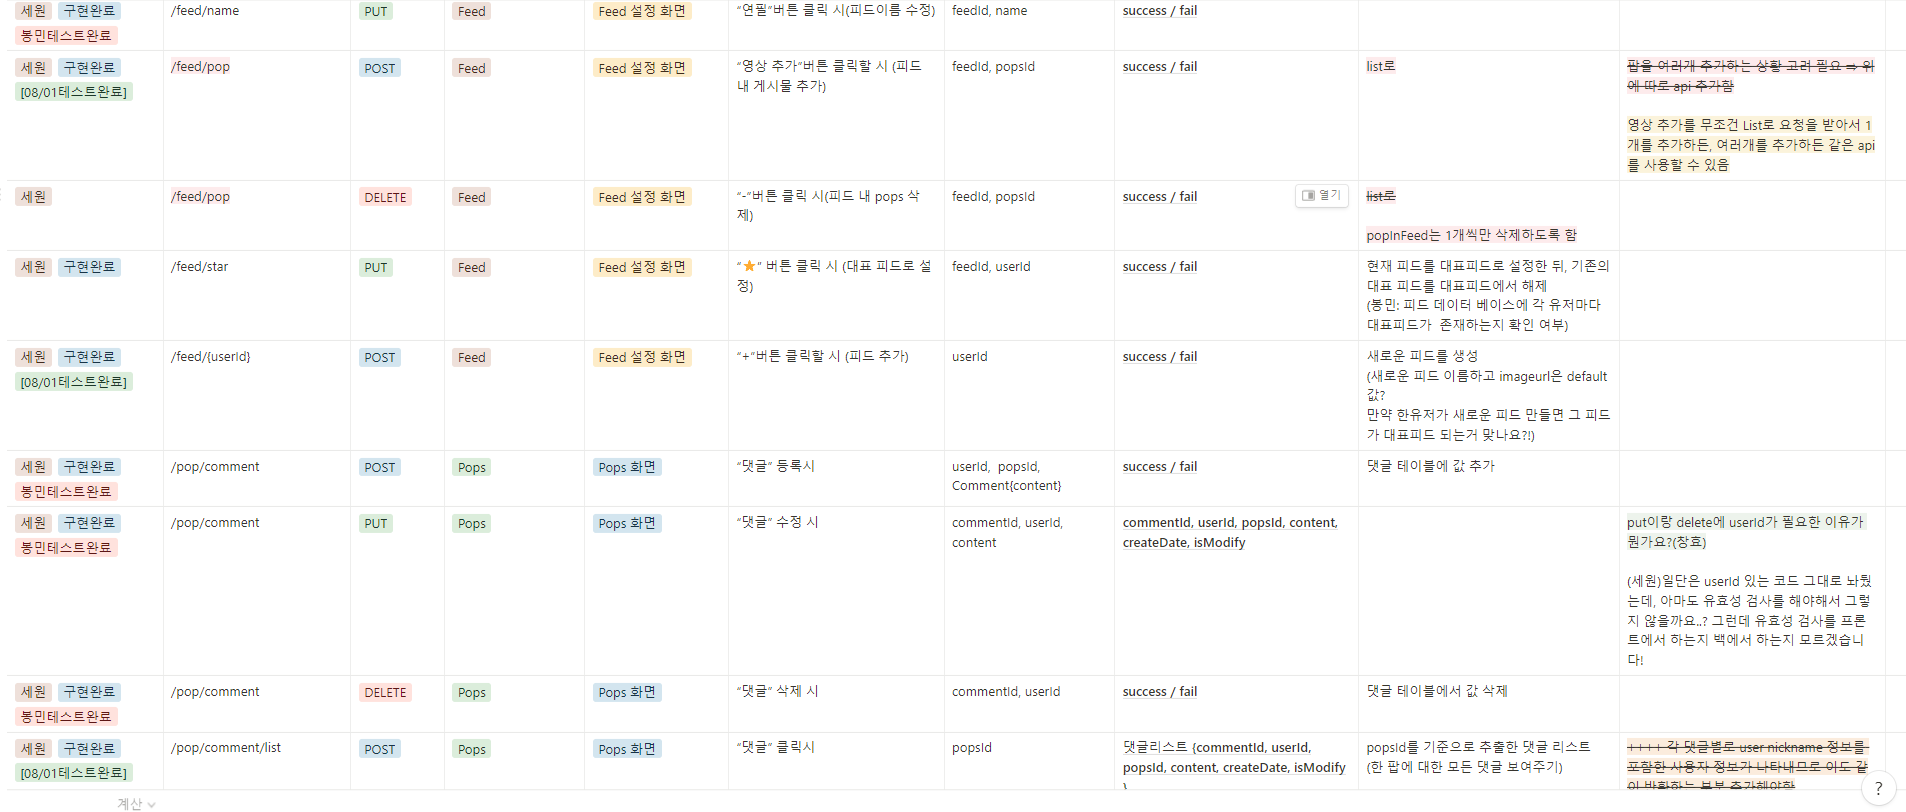 세원 구현완료 /feed/name PUT Feed Feed 설정 화면 “연필”버튼 클릭 시(피드이름 수정) feedId, name success / fail
봉민테스트완료
세원 구현완료 /feed/pop POST Feed Feed 설정 화면 “영상 추가”버튼 클릭할 시 (피드 feedId, popsId success / fail list로 팝을 여러개 추가하는 상황 고려 필요 ⇒ 위
[08/01테스트완료] 내 게시물 추가) 에 따로 api 추가함
영상 추가를 무조건 List로 요청을 받아서 1
개를 추가하든, 여러개를 추가하든 같은 api
를 사용할 수 있음
세원 /feed/pop DELETE Feed Feed 설정 화면 “-”버튼 클릭 시(피드 내 pops 삭 feedId, popsId success / fail 열기 list로
제)
popInFeed는 1개씩만 삭제하도록 함
세원 구현완료 /feed/star PUT Feed Feed 설정 화면 “⭐” 버튼 클릭 시 (대표 피드로 설 feedId, userId success / fail 현재 피드를 대표피드로 설정한 뒤, 기존의
정) 대표 피드를 대표피드에서 해제
(봉민: 피드 데이터 베이스에 각 유저마다
대표피드가 존재하는지 확인 여부)
세원 구현완료 /feed/{userId} POST Feed Feed 설정 화면 “+”버튼 클릭할 시 (피드 추가) userId success / fail 새로운 피드를 생성
[08/01테스트완료] (새로운 피드 이름하고 imageurl은 default
값?
만약 한유저가 새로운 피드 만들면 그 피드
가 대표피드 되는거 맞나요?!)
세원 구현완료 /pop/comment POST Pops Pops 화면 “댓글” 등록시 userId, popsId, success / fail 댓글 테이블에 값 추가
봉민테스트완료 Comment{content}
세원 구현완료 /pop/comment PUT Pops Pops 화면 “댓글” 수정 시 commentId, userId, commentId, userId, popsId, content, put이랑 delete에 userId가 필요한 이유가
봉민테스트완료 content createDate, isModify 뭔가요?(창효)
(세원)일단은 userId 있는 코드 그대로 놔뒀
는데, 아마도 유효성 검사를 해야해서 그렇
지 않을까요..? 그런데 유효성 검사를 프론
트에서 하는지 백에서 하는지 모르겠습니
다!
세원 구현완료 /pop/comment DELETE Pops Pops 화면 “댓글” 삭제 시 commentId, userId success / fail 댓글 테이블에서 값 삭제
봉민테스트완료
세원 구현완료 /pop/comment/list POST Pops Pops 화면 “댓글” 클릭시 popsId 댓글리스트 {commentId, userId, popsId를 기준으로 추출한 댓글 리스트 ++++ 각 댓글별로 user nickname 정보를
[08/01테스트완료] popsId, content, createDate, isModify (한 팝에 대한 모든 댓글 보여주기) 포함한 사용자 정보가 나타내므로 이도 같
} 이 반환하는 부분 추가해야함
계산 ?